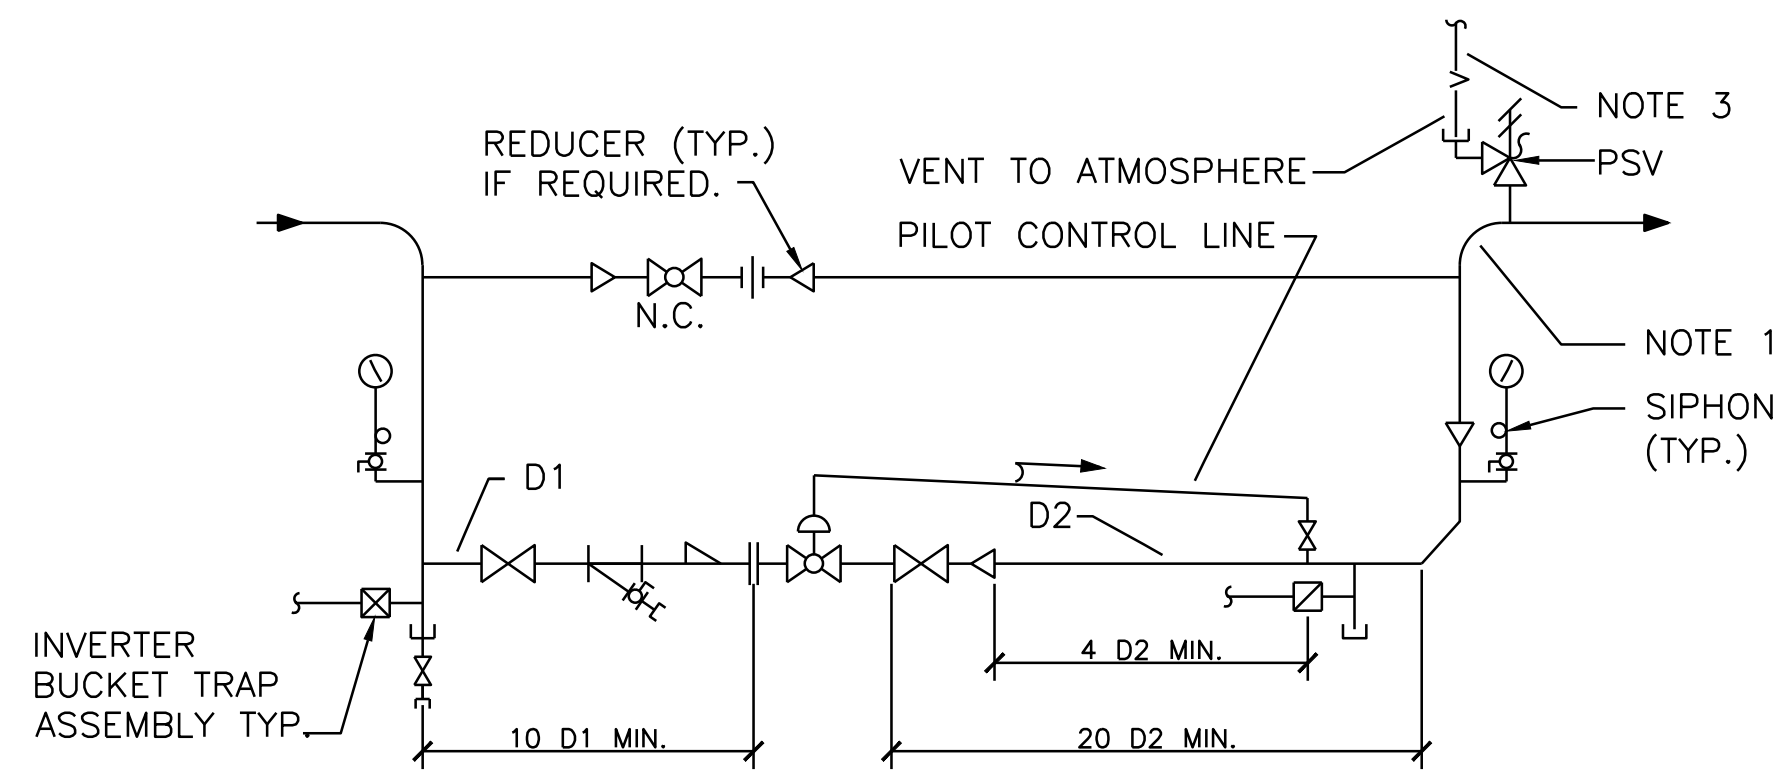 NOTE 3
REDUCER (TYP.)
IF REQUIRED.
VENT TO ATMOSPHERE
PSV
PILOT CONTROL LINE
N.C.
NOTE 1
SIPHON
(TYP.)
D1
D2
INVERTER
BUCKET TRAP
ASSEMBLY TYP.
4 D2 MIN.
10 D1 MIN.
20 D2 MIN.